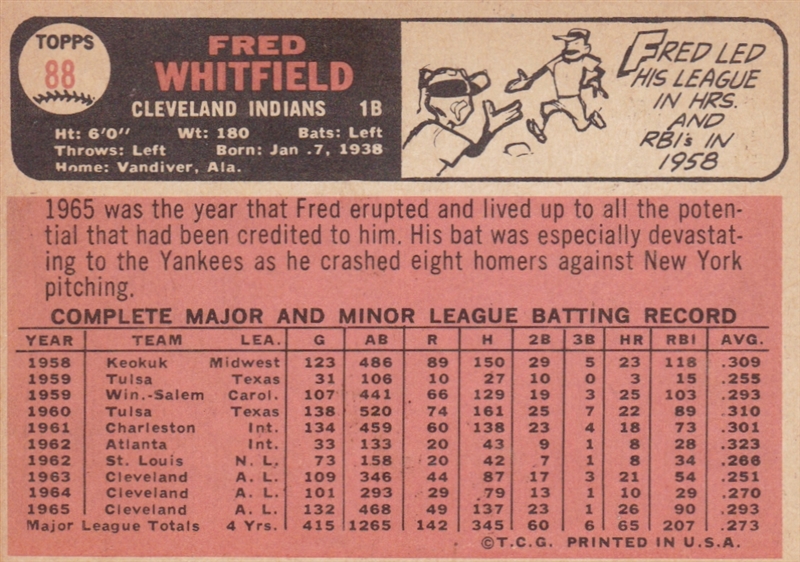 TOPPS
88
FRED
WHITFIELD
CLEVELAND INDIANS 1B
Ht: 6'0" Wt: 180 Bats: Left
Throws: Left Born: Jan .7, 1938
Home: Vandiver, Ala.
FRED LED
HIS LEAGUE
IN HRS.
AND
RBI's IN
1958
1965 was the year that Fred erupted and lived up to all the poten-
tial that had been credited to him. His bat was especially devastat-
ing to the Yankees as he crashed eight homers against New York
pitching.
COMPLETE MAJOR AND MINOR LEAGUE BATTING RECORD
YEAR TEAM LEA. G AB R H 2B 3B HR RBI AVG.
1958 Keokuk Midwest 123 486 89 150 29 5 23 118 .309
1959 Tulsa Texas 31 106 10 27 10 0 3 15 .255
1959 Win.-Salem Carol. 107 441 66 129 19 3 25 103 .293
1960 Tulsa Texas 138 520 74 161 25 7 22 89 .310
1961 Charleston Int. 134 459 60 138 23 4 18 73 .301
1962 Atlanta Int. 33 133 20 43 9 1 8 28 .323
1962 St. Louis N. L. 73 158 20 42 7 1 8 34 .266
1963 Cleveland A. L. 109 346 44 87 17 3 21 54 .251
1964 Cleveland A. L. 101 293 29 79 13 1 10 29 .270
1965 Cleveland A. L. 132 468 49 137 23 1 26 90 .293
Major League Totals 4 Yrs. 415 1265 142 345 60 6 65 207 .273
©T.C.G. PRINTED IN U.S.A.